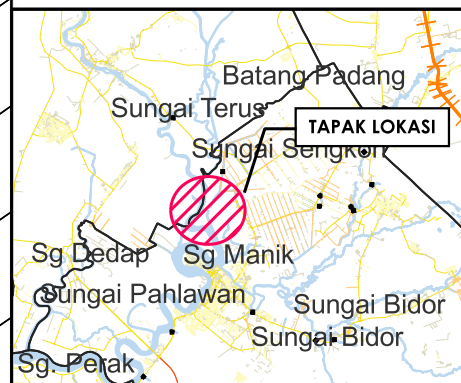 Batang Padang
Sungai Terus
TAPAK LOKASI
Sungai Sengkor
Sg Dedap
Sg Manik
Sungai Pahlawan
Sungai Bidor
Sungai Bidor
Sg. Perak